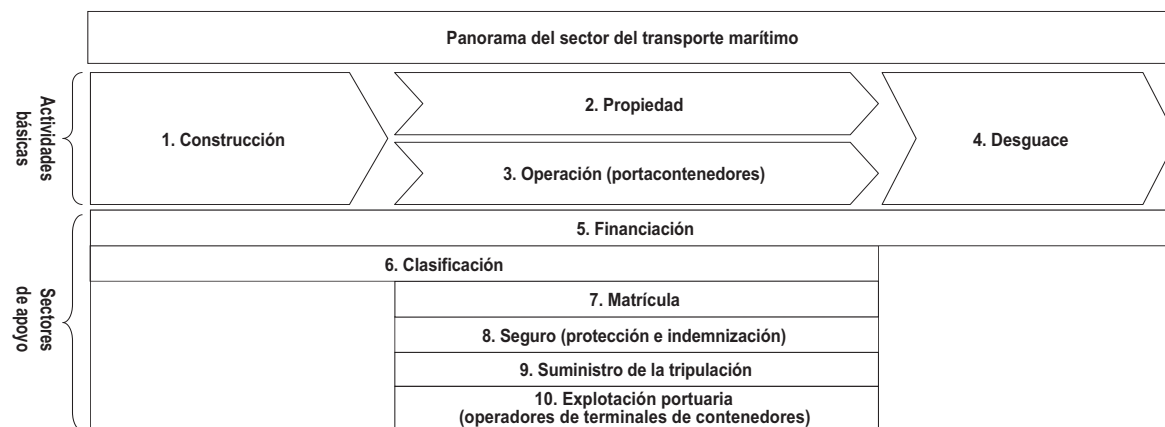 Panorama del sector del transporte marítimo
Actividades
básicas
1. Construcción
2. Propiedad
3. Operación (portacontenedores)
4. Desguace
Sectores
de apoyo
5. Financiación
6. Clasificación
7. Matrícula
8. Seguro (protección e indemnización)
9. Suministro de la tripulación
10. Explotación portuaria
(operadores de terminales de contenedores)